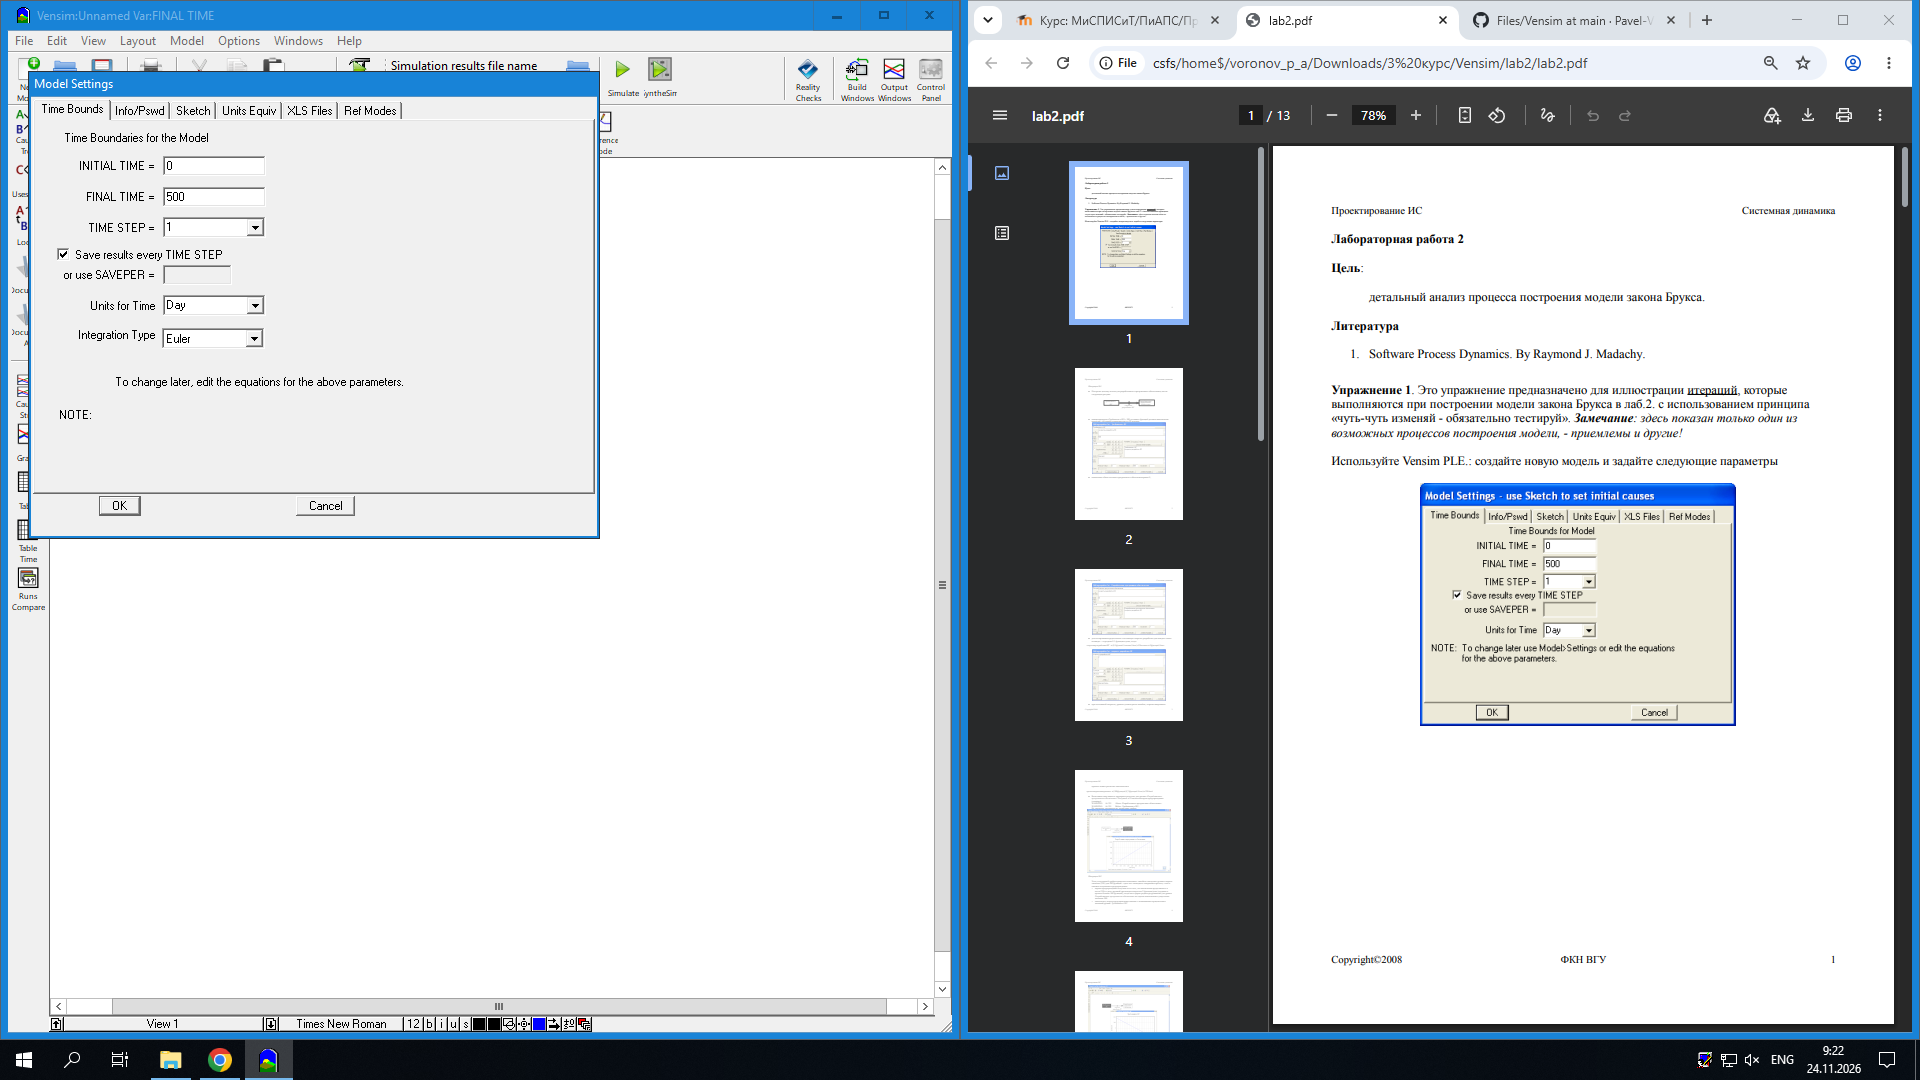 Vensim:Unnamed Var:FINAL TIME
File Edit View Layout Model Options Windows Help
Simulation results file name
Simulate
Reality Checks
Build Windows
Output Windows
Control Panel
Model Settings
Time Bounds Info/Pswd Sketch Units Equiv XLS Files Ref Modes
Time Boundaries for the Model
INITIAL TIME = 0
FINAL TIME = 500
TIME STEP = 1
Save results every TIME STEP
or use SAVEPER =
Units for Time Day
Integration Type Euler
To change later, edit the equations for the above parameters.
NOTE:
OK Cancel
Table Time
Runs Compare
View 1
Times New Roman 12 b i u s
Курс: МиСПИСиТ/ПиАПС/Пр
lab2.pdf
Files/Vensim at main · Pavel-V
File csfs/home$/voronov_p_a/Downloads/3%20курс/Vensim/lab2/lab2.pdf
lab2.pdf
1 / 13
78%
1
2
3
4
Проектирование ИС Системная динамика
Лабораторная работа 2
Цель:
детальный анализ процесса построения модели закона Брукса.
Литература
1. Software Process Dynamics. By Raymond J. Madachy.
Упражнение 1. Это упражнение предназначено для иллюстрации итераций, которые
выполняются при построении модели закона Брукса в лаб.2. с использованием принципа
«чуть-чуть изменяй - обязательно тестируй». Замечание: здесь показан только один из
возможных процессов построения модели, - приемлемы и другие!
Используйте Vensim PLE.: создайте новую модель и задайте следующие параметры
Model Settings - use Sketch to set initial causes
Time Bounds Info/Pswd Sketch Units Equiv XLS Files Ref Modes
Time Bounds for Model
INITIAL TIME = 0
FINAL TIME = 500
TIME STEP = 1
Save results every TIME STEP
or use SAVEPER =
Units for Time Day
NOTE: To change later use Model>Settings or edit the equations
for the above parameters.
OK Cancel
Copyright©2008 ФКН ВГУ 1
ENG
9:22
24.11.2026